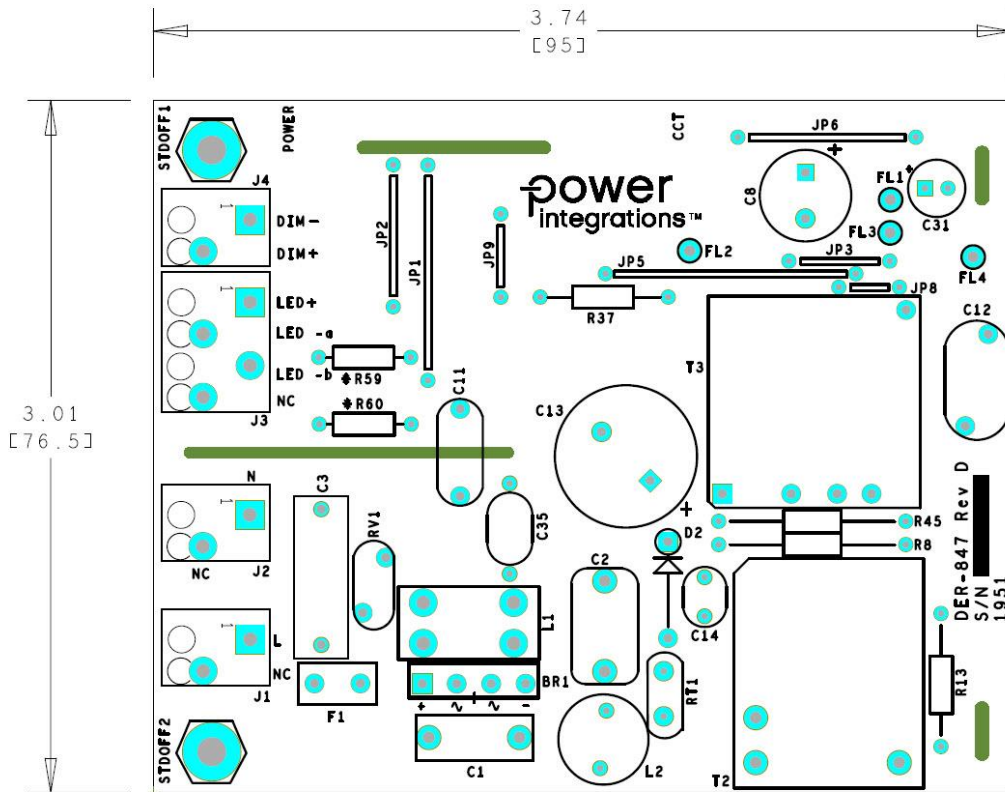 3.74
[95]
STDOFF1
POWER
CCT
JP6
+
J4
power
integrations™
C8
FL1
+
C31
DIM-
DIM+
JP2
JP1
JP9
FL2
FL3
JP3
FL4
JP5
JP8
LED+
R37
C12
LED -a
T3
LED -b
*R59
C11
NC
*R60
C13
J3
3.01
[76.5]
N
C3
+
D2
R45
RV1
C35
R8
NC
J2
C2
DER-847 Rev D
S/N
1951
L1
C14
L
NC
BR1
RT1
R13
J1
F1
+
∿
∿
-
STDOFF2
C1
L2
T2